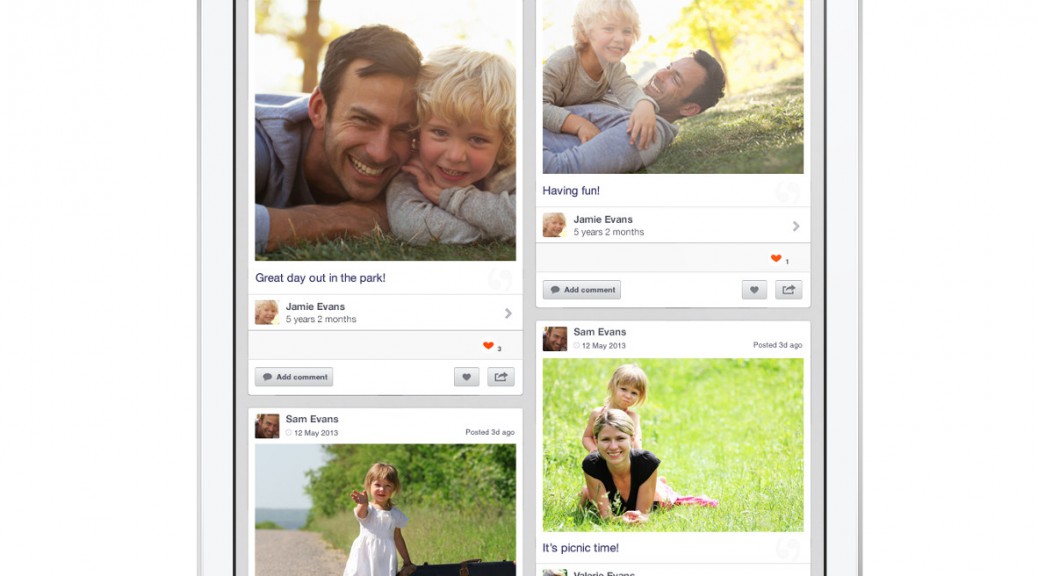 Great day out in the park!
Jamie Evans
5 years 2 months
3
Add comment
Sam Evans
12 May 2013
Posted 3d ago
Having fun!
Jamie Evans
5 years 2 months
1
Add comment
Sam Evans
12 May 2013
Posted 3d ago
It's picnic time!
Valerie Evans